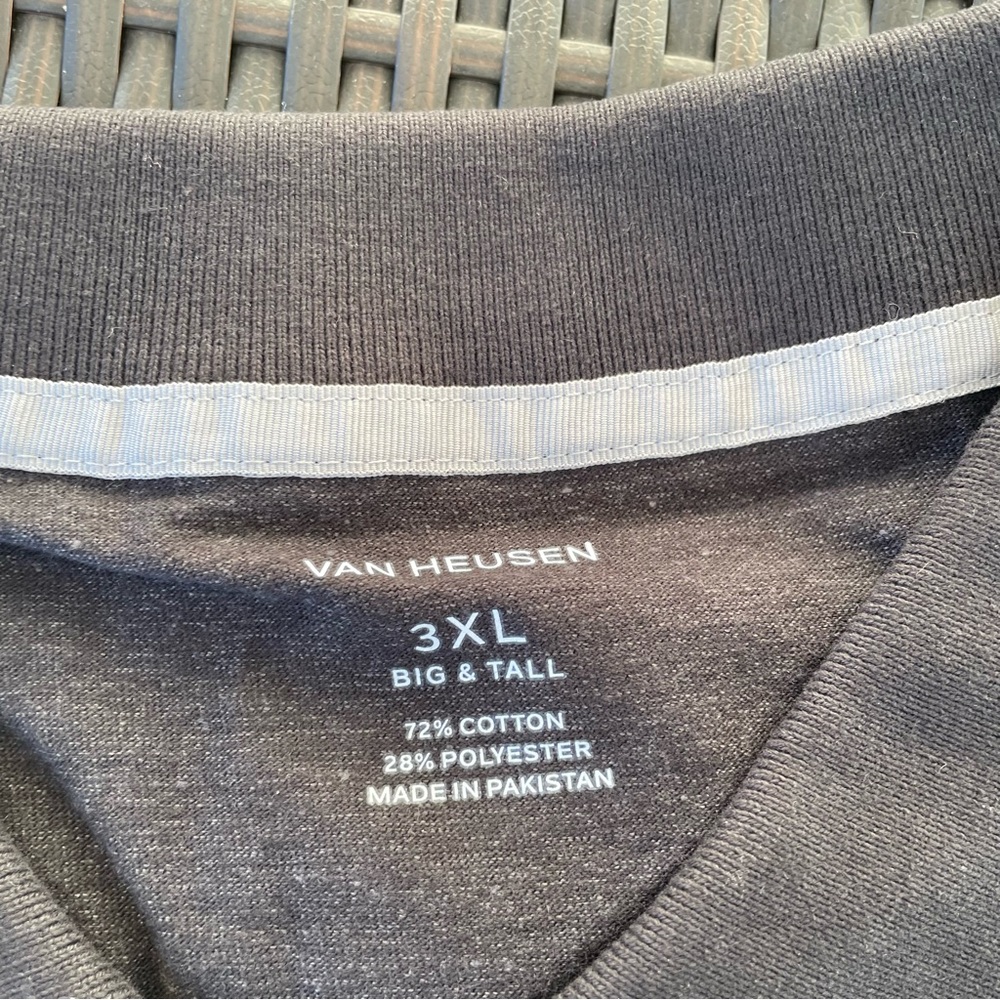 VAN HEUSEN
3XL
BIG & TALL
72% COTTON
28% POLYESTER
MADE IN PAKISTAN